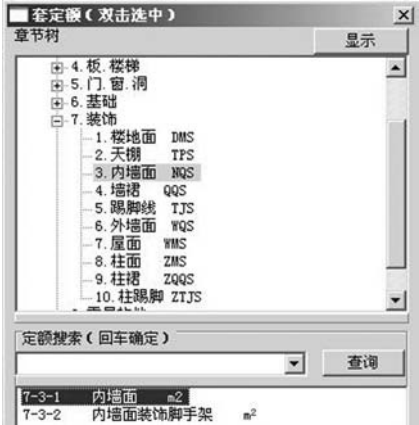 套定额(双击选中)
章节树
显示
4.板.楼梯
5.门.窗.洞
6.基础
7.装饰
1.楼地面 DMS
2.天棚 TPS
3.内墙面 NQS
4.墙裙 QQS
5.踢脚线 TJS
6.外墙面 WQS
7.屋面 WMS
8.柱面 ZMS
9.柱裙 ZQQS
10.柱踢脚 ZTJS
定额搜索(回车确定)
查询
7-3-1 内墙面 m2
7-3-2 内墙面装饰脚手架 m²